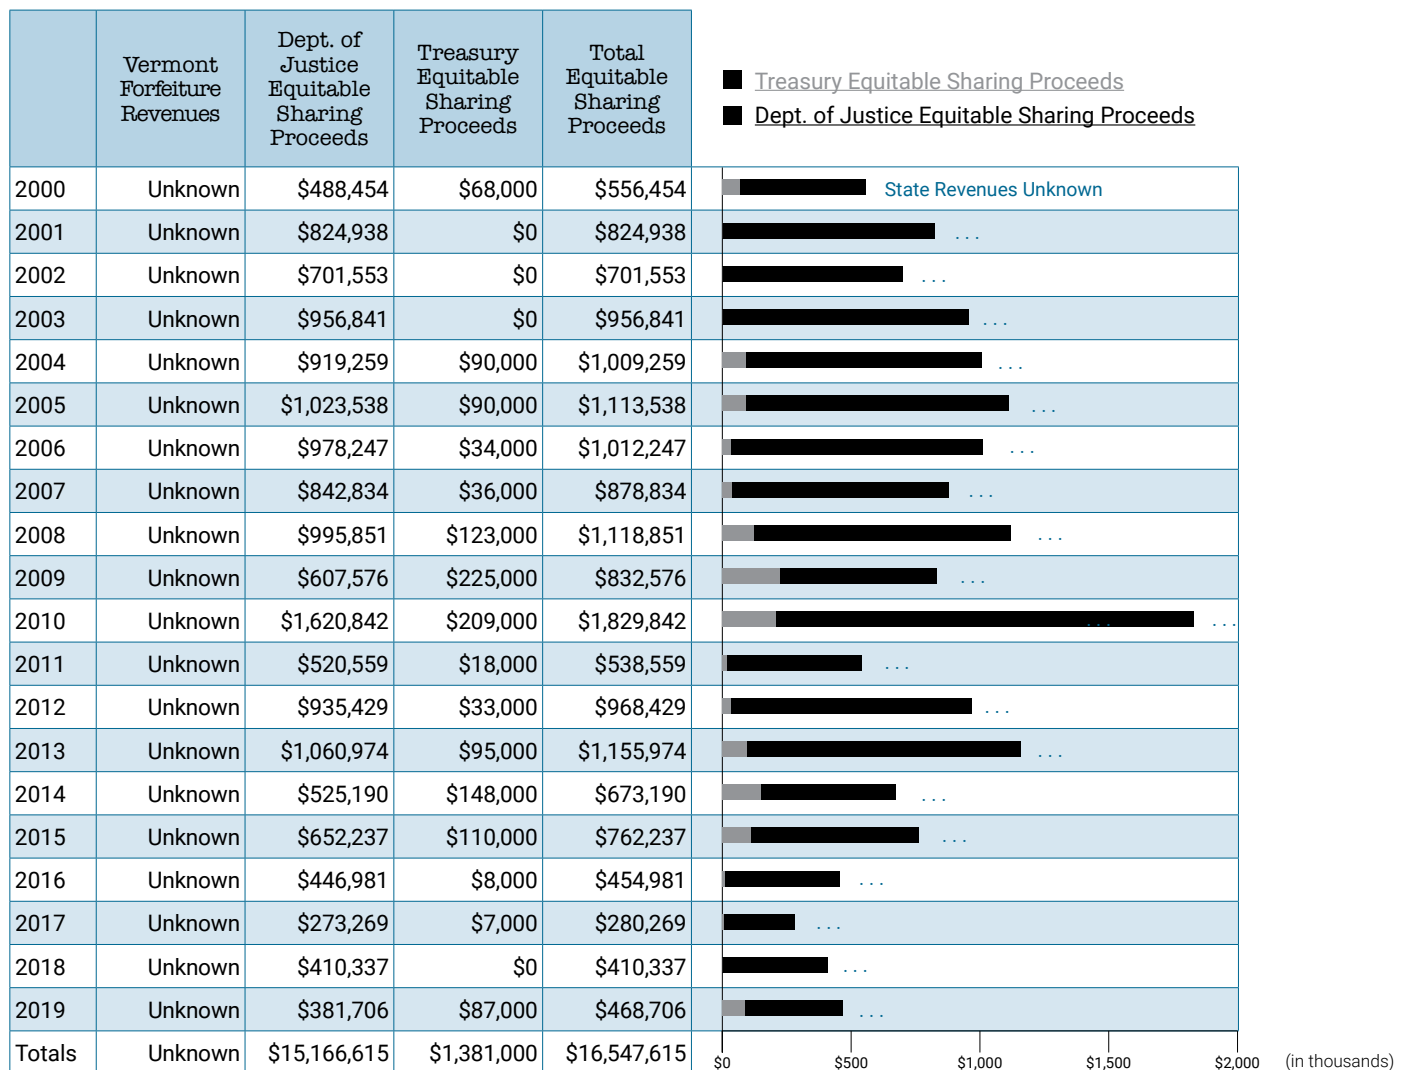 Vermont
Forfeiture
Revenues
Dept. of
Justice
Equitable
Sharing
Proceeds
Treasury
Equitable
Sharing
Proceeds
Total
Equitable
Sharing
Proceeds
Treasury Equitable Sharing Proceeds
Dept. of Justice Equitable Sharing Proceeds
2000 Unknown $488,454 $68,000 $556,454 State Revenues Unknown
2001 Unknown $824,938 $0 $824,938 ...
2002 Unknown $701,553 $0 $701,553 ...
2003 Unknown $956,841 $0 $956,841 ...
2004 Unknown $919,259 $90,000 $1,009,259 ...
2005 Unknown $1,023,538 $90,000 $1,113,538 ...
2006 Unknown $978,247 $34,000 $1,012,247 ...
2007 Unknown $842,834 $36,000 $878,834 ...
2008 Unknown $995,851 $123,000 $1,118,851 ...
2009 Unknown $607,576 $225,000 $832,576 ...
2010 Unknown $1,620,842 $209,000 $1,829,842 ... ...
2011 Unknown $520,559 $18,000 $538,559 ...
2012 Unknown $935,429 $33,000 $968,429 ...
2013 Unknown $1,060,974 $95,000 $1,155,974 ...
2014 Unknown $525,190 $148,000 $673,190 ...
2015 Unknown $652,237 $110,000 $762,237 ...
2016 Unknown $446,981 $8,000 $454,981 ...
2017 Unknown $273,269 $7,000 $280,269 ...
2018 Unknown $410,337 $0 $410,337 ...
2019 Unknown $381,706 $87,000 $468,706 ...
Totals Unknown $15,166,615 $1,381,000 $16,547,615
$0 $500 $1,000 $1,500 $2,000 (in thousands)